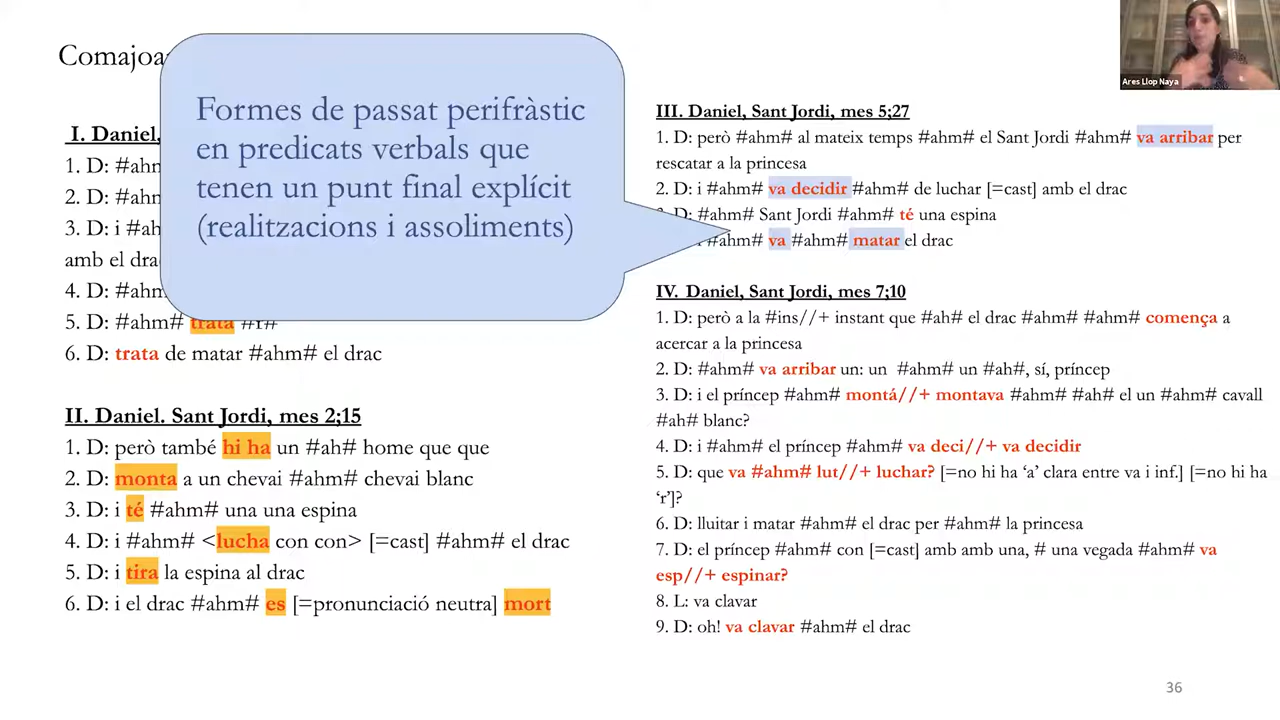 Comajoa
I. Daniel,
1. D: #ahm
2. D: #ahm
3. D: i #ah
amb el dra
4. D: #ahm
5. D: #ahm# trata #r#
6. D: trata de matar #ahm# el drac
Formes de passat perifràstic
en predicats verbals que
tenen un punt final explícit
(realitzacions i assoliments)
II. Daniel. Sant Jordi, mes 2;15
1. D: però també hi ha un #ah# home que que
2. D: monta a un chevai #ahm# chevai blanc
3. D: i té #ahm# una una espina
4. D: i #ahm# <lucha con con> [=cast] #ahm# el drac
5. D: i tira la espina al drac
6. D: i el drac #ahm# es [=pronunciació neutra] mort
III. Daniel, Sant Jordi, mes 5;27
1. D: però #ahm# al mateix temps #ahm# el Sant Jordi #ahm# va arribar per
rescatar a la princesa
2. D: i #ahm# va decidir #ahm# de luchar [=cast] amb el drac
D: #ahm# Sant Jordi #ahm# té una espina
#ahm# va #ahm# matar el drac
IV. Daniel, Sant Jordi, mes 7;10
1. D: però a la #ins//+ instant que #ah# el drac #ahm# #ahm# comença a
acercar a la princesa
2. D: #ahm# va arribar un: un #ahm# un #ah#, sí, príncep
3. D: i el príncep #ahm# montá//+ montava #ahm# #ah# el un #ahm# cavall
#ah# blanc?
4. D: i #ahm# el príncep #ahm# va deci//+ va decidir
5. D: que va #ahm# lut//+ luchar? [=no hi ha ‘a’ clara entre va i inf.] [=no hi ha
‘r’]?
6. D: lluitar i matar #ahm# el drac per #ahm# la princesa
7. D: el príncep #ahm# con [=cast] amb amb una, # una vegada #ahm# va
esp//+ espinar?
8. L: va clavar
9. D: oh! va clavar #ahm# el drac
Ares Llop Naya
36